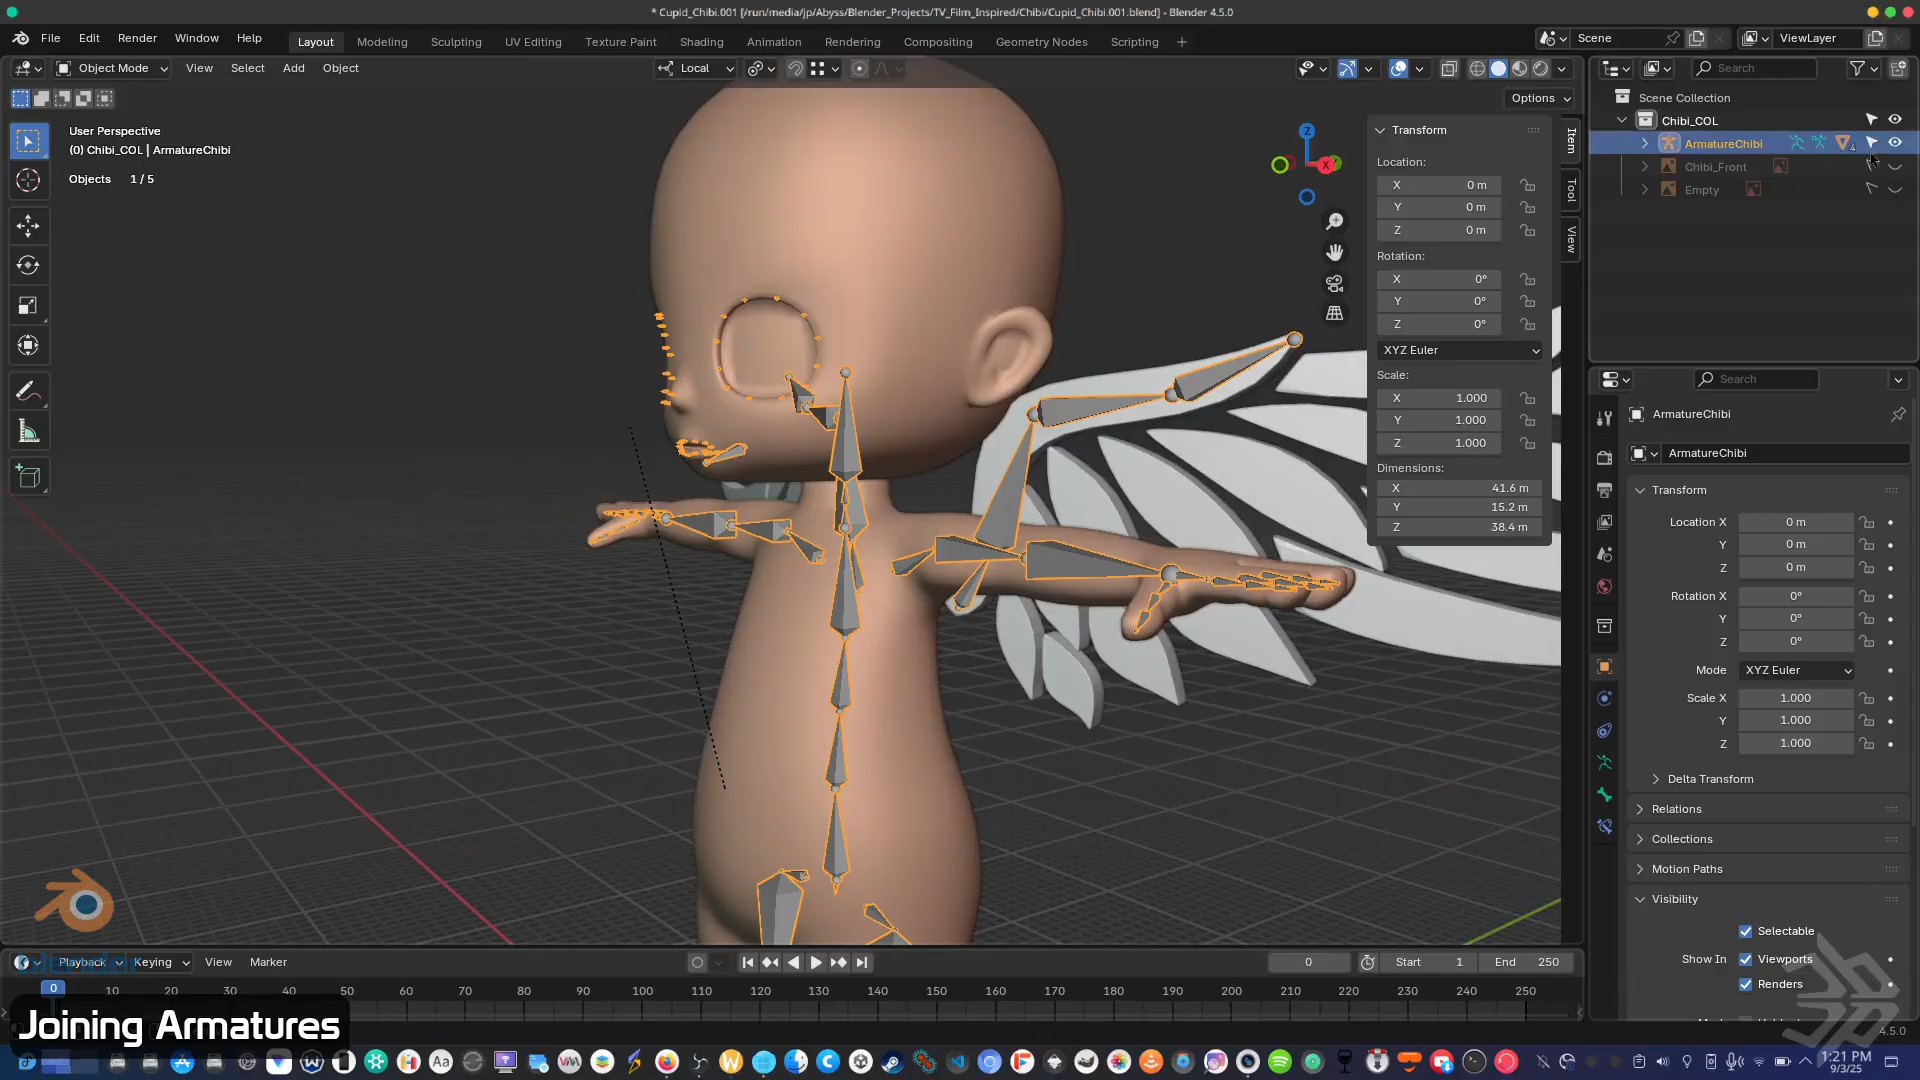 * Cupid_Chibi.001 [/run/media/jp/Abyss/Blender_Projects/TV_Film_Inspired/Chibi/Cupid_Chibi.001.blend] - Blender 4.5.0
File Edit Render Window Help
Layout Modeling Sculpting UV Editing Texture Paint Shading Animation Rendering Compositing Geometry Nodes Scripting +
Scene
ViewLayer
Object Mode View Select Add Object
Local
Search
Options
User Perspective
(0) Chibi_COL | ArmatureChibi
Objects 1 / 5
Z
X
Transform
Location:
X 0 m
Y 0 m
Z 0 m
Rotation:
X 0°
Y 0°
Z 0°
XYZ Euler
Scale:
X 1.000
Y 1.000
Z 1.000
Dimensions:
X 41.6 m
Y 15.2 m
Z 38.4 m
Item
Tool
View
Scene Collection
Chibi_COL
ArmatureChibi 4
Chibi_Front
Empty
Search
ArmatureChibi
ArmatureChibi
Transform
Location X 0 m
Y 0 m
Z 0 m
Rotation X 0°
Y 0°
Z 0°
Mode XYZ Euler
Scale X 1.000
Y 1.000
Z 1.000
Delta Transform
Relations
Collections
Motion Paths
Visibility
Selectable
Show In Viewports
Renders
Playback Keying View Marker
0 Start 1 End 250
0 10 20 30 40 50 60 70 80 90 100 110 120 130 140 150 160 170 180 190 200 210 220 230 240 250
Joining Armatures
4.5.0
1:21 PM
9/3/25